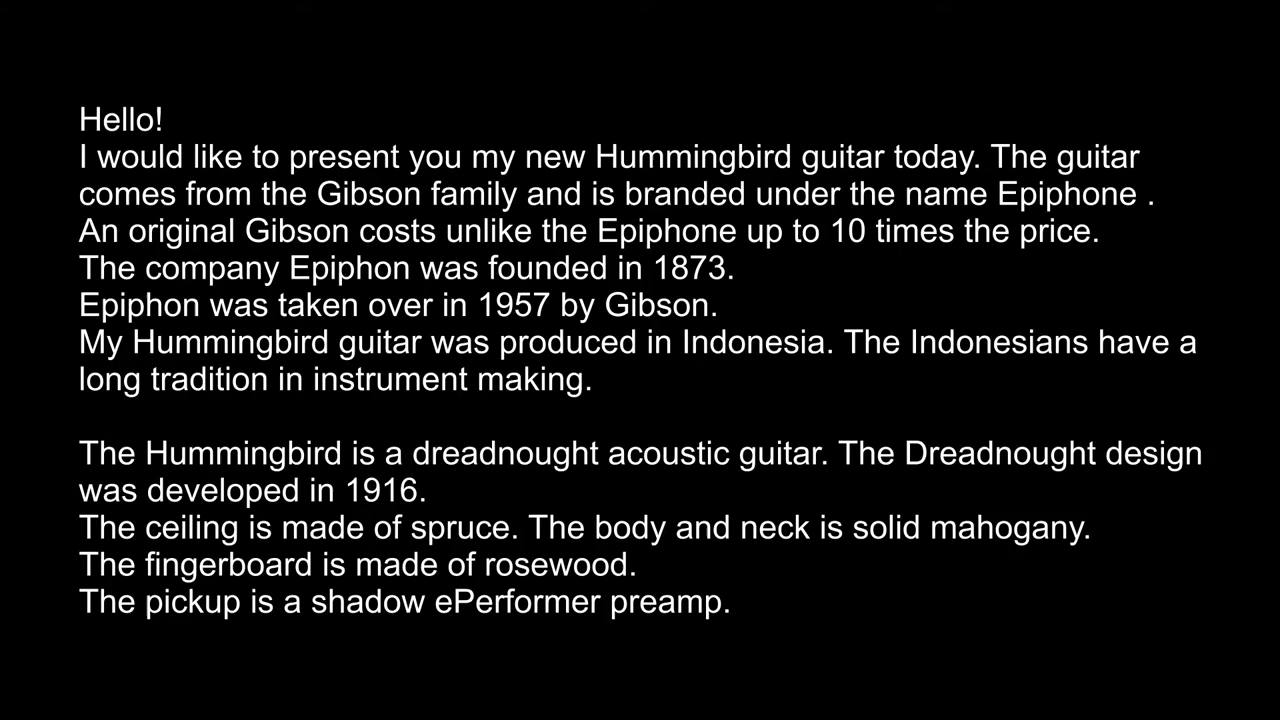 Hello!
I would like to present you my new Hummingbird guitar today. The guitar
comes from the Gibson family and is branded under the name Epiphone .
An original Gibson costs unlike the Epiphone up to 10 times the price.
The company Epiphon was founded in 1873.
Epiphon was taken over in 1957 by Gibson.
My Hummingbird guitar was produced in Indonesia. The Indonesians have a
long tradition in instrument making.
The Hummingbird is a dreadnought acoustic guitar. The Dreadnought design
was developed in 1916.
The ceiling is made of spruce. The body and neck is solid mahogany.
The fingerboard is made of rosewood.
The pickup is a shadow ePerformer preamp.